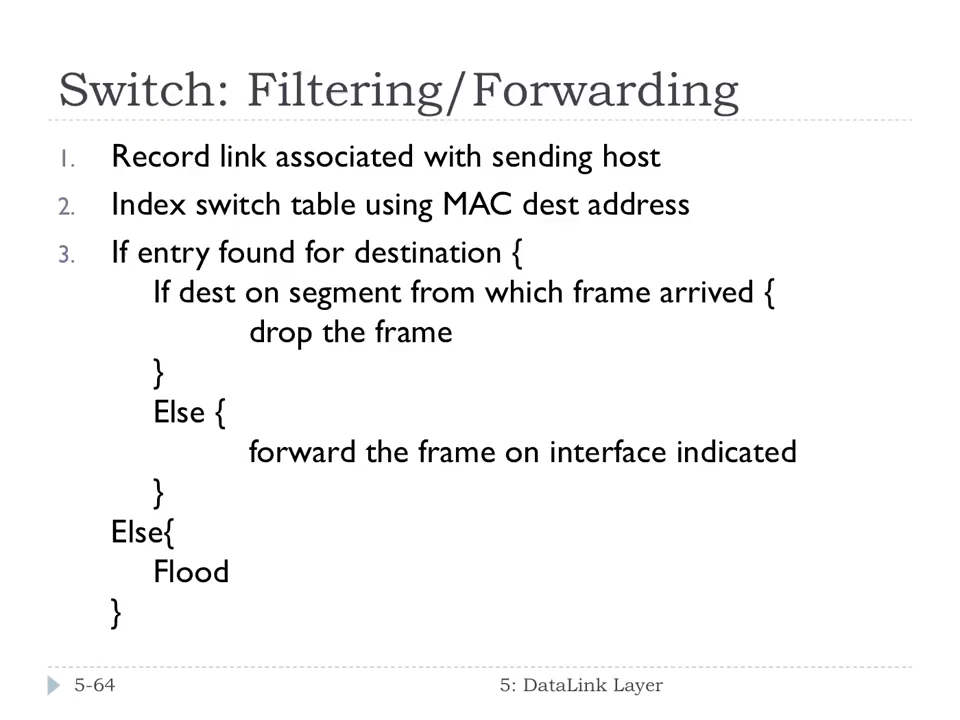 Switch: Filtering/Forwarding
1. Record link associated with sending host
2. Index switch table using MAC dest address
3. If entry found for destination {
If dest on segment from which frame arrived {
drop the frame
}
Else {
forward the frame on interface indicated
}
Else{
Flood
}
5-64
5: DataLink Layer